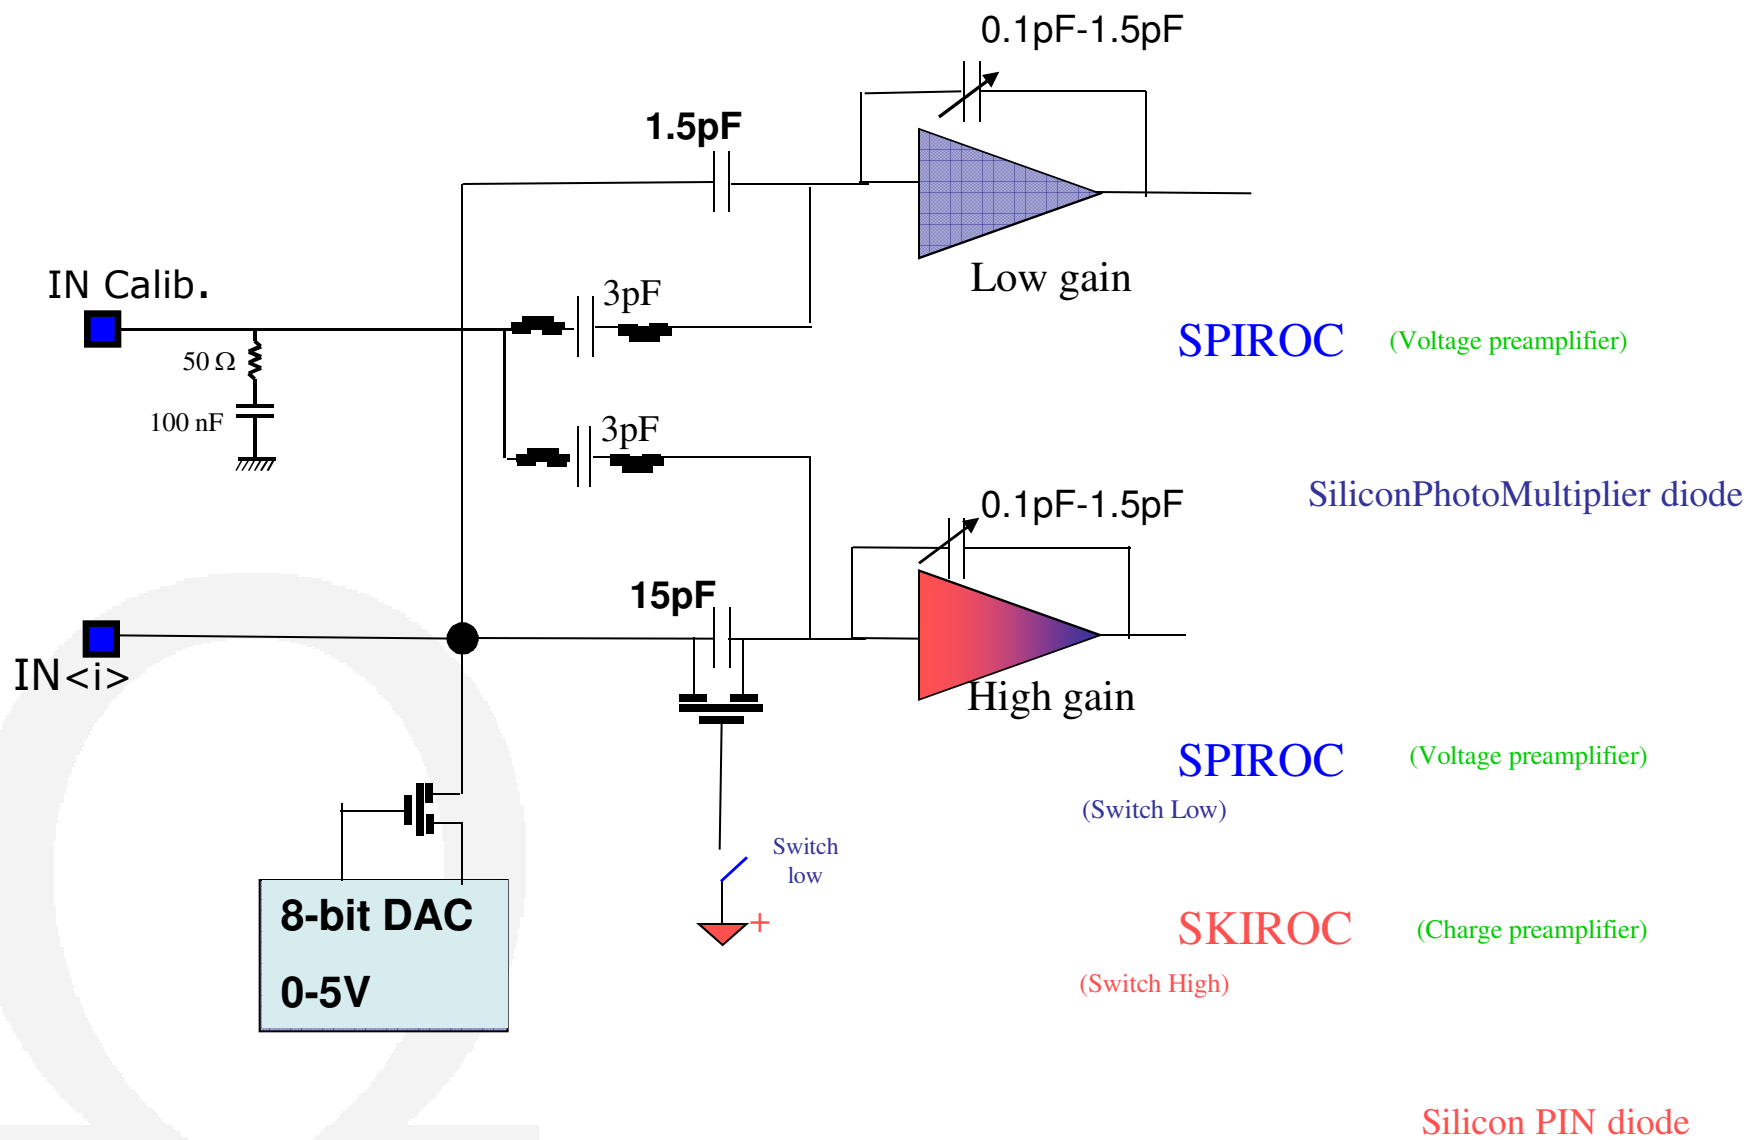 0.1pF-1.5pF
1.5pF
Low gain
IN Calib.
3pF
50 Ω
100 nF
SPIROC (Voltage preamplifier)
3pF
SiliconPhotoMultiplier diode
0.1pF-1.5pF
15pF
IN<i>
High gain
SPIROC (Voltage preamplifier)
(Switch Low)
Switch
low
8-bit DAC
0-5V
+
SKIROC (Charge preamplifier)
(Switch High)
Silicon PIN diode